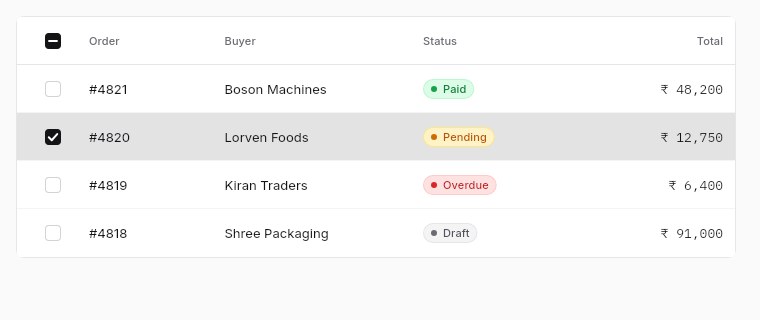 Order Buyer Status Total
#4821 Boson Machines Paid ₹ 48,200
#4820 Lorven Foods Pending ₹ 12,750
#4819 Kiran Traders Overdue ₹ 6,400
#4818 Shree Packaging Draft ₹ 91,000